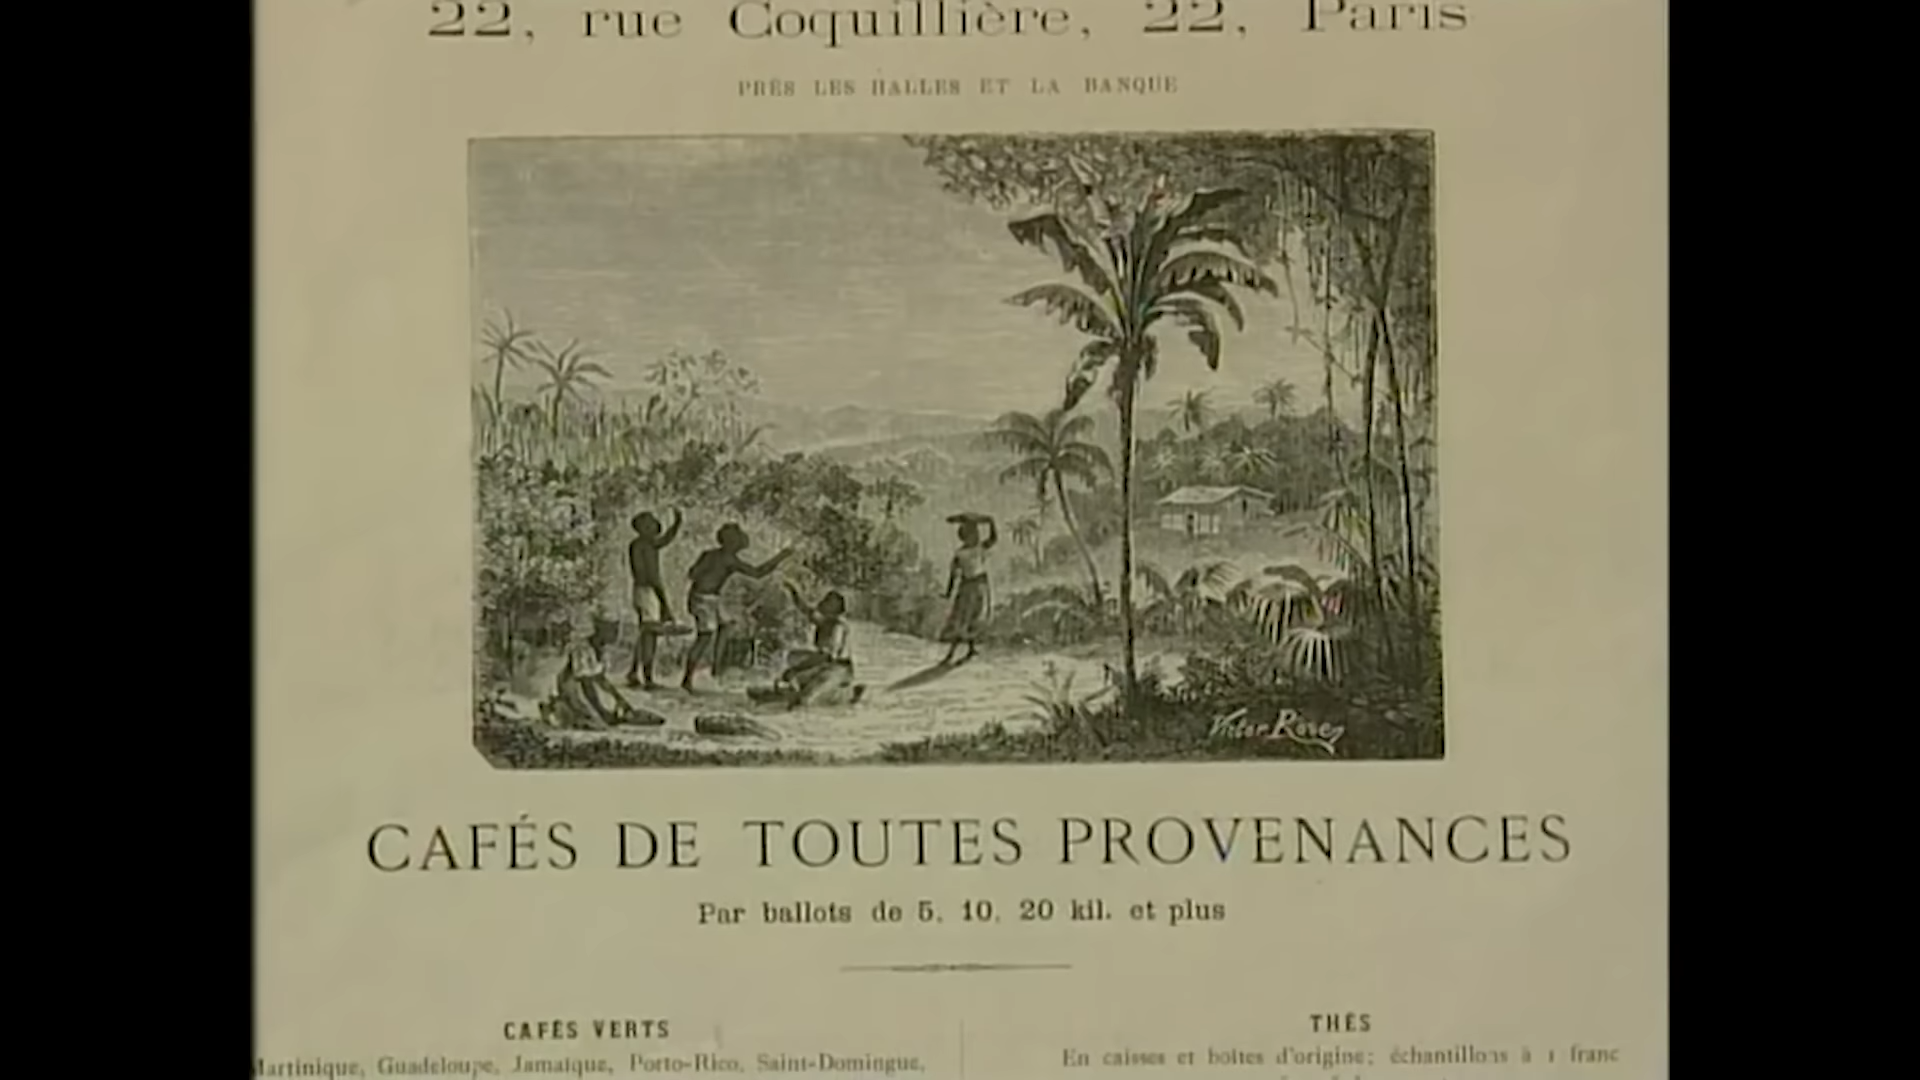 22, rue Coquillière, 22, Paris
PRÈS LES HALLES ET LA BANQUE
Victor Rose
CAFÉS DE TOUTES PROVENANCES
Par ballots de 5, 10, 20 kil. et plus
CAFÉS VERTS
Martinique, Guadeloupe, Jamaïque, Porto-Rico, Saint-Domingue,
THÉS
En caisses et boîtes d'origine; échantillons à 1 franc